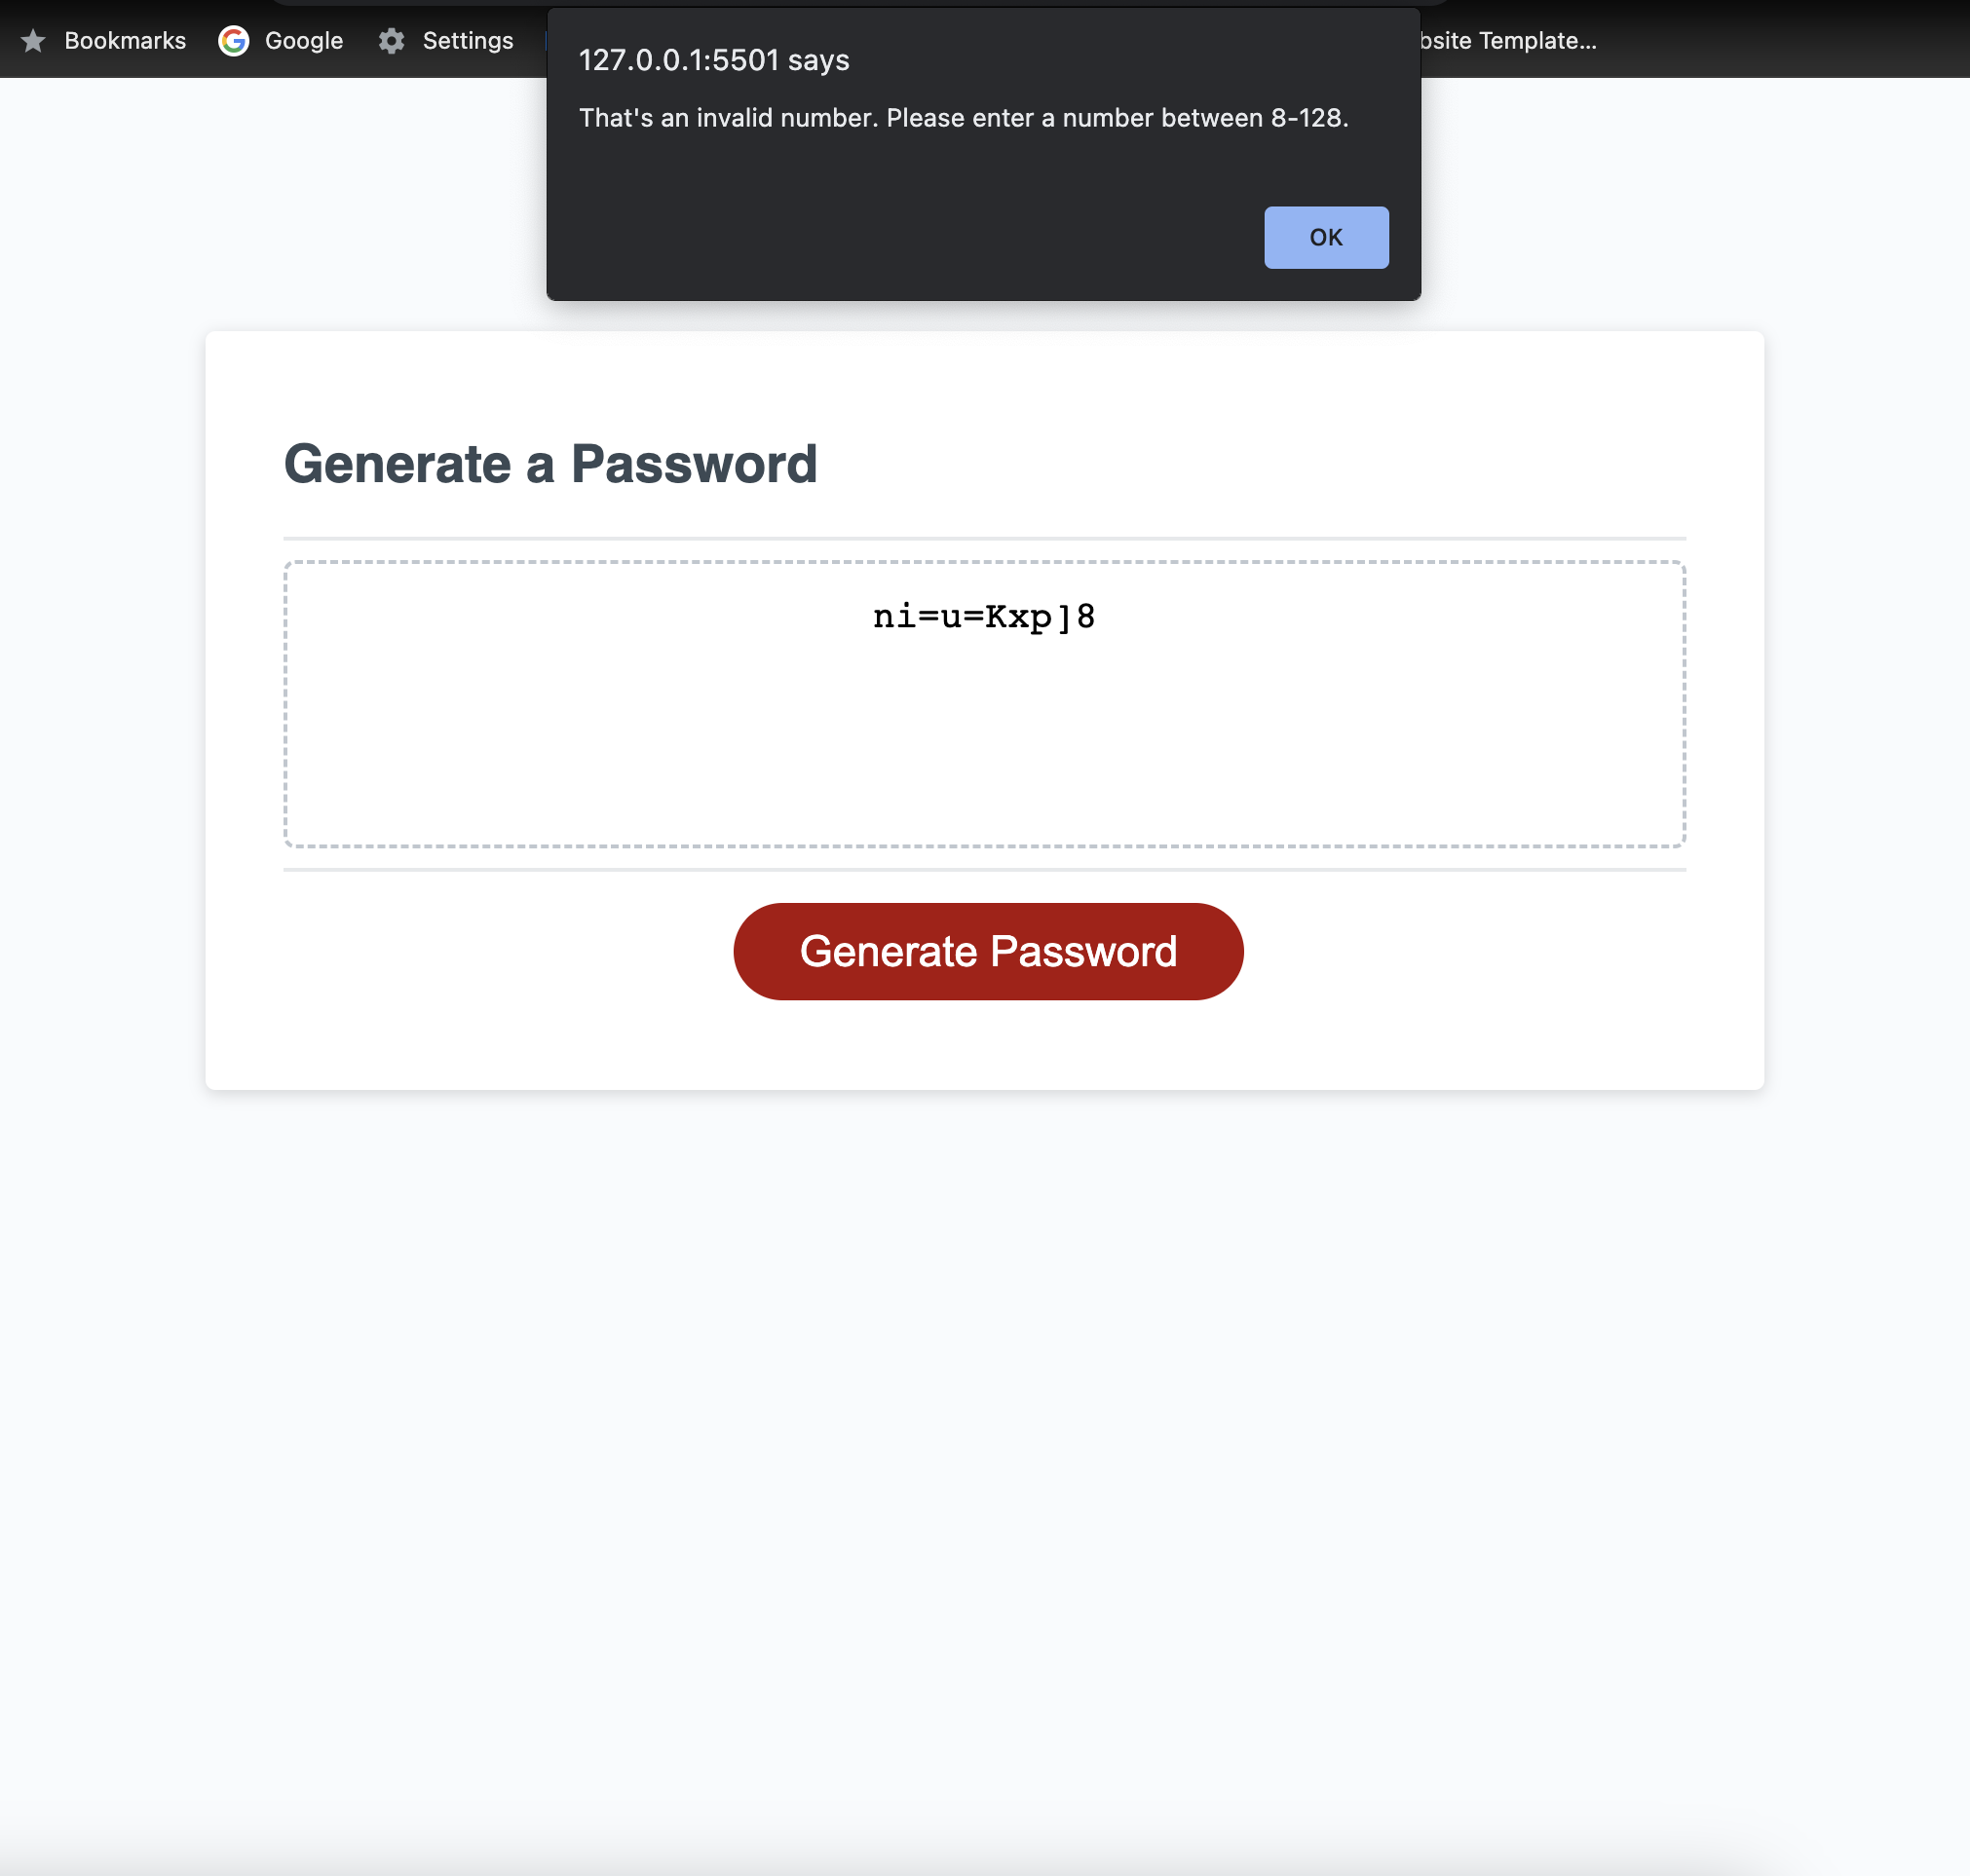 Bookmarks Google Settings
bsite Template...
127.0.0.1:5501 says
That's an invalid number. Please enter a number between 8-128.
OK
Generate a Password
ni=u=Kxp]8
Generate Password